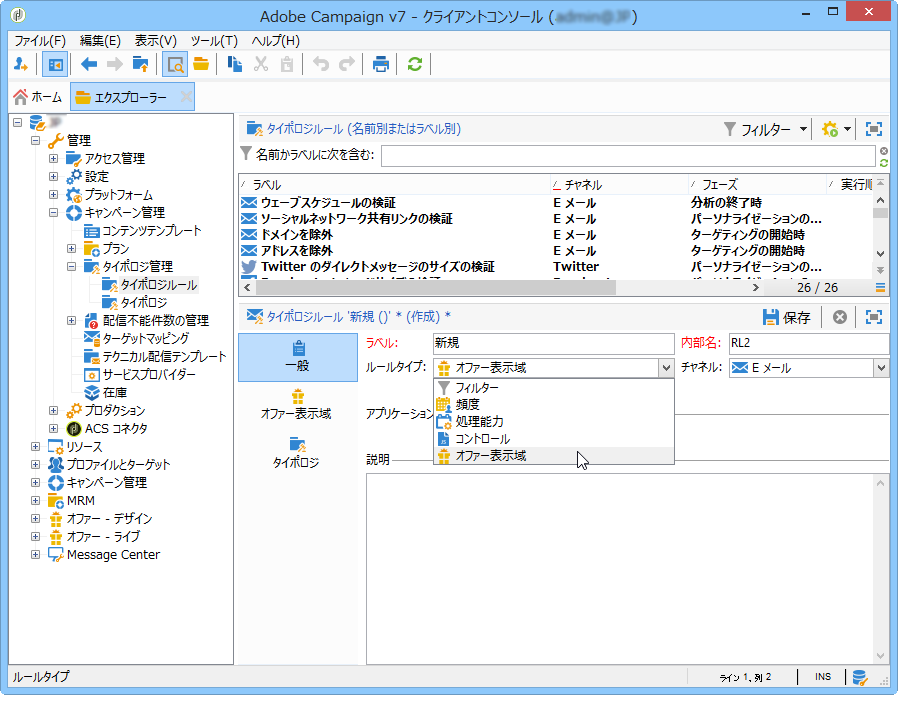 Adobe Campaign v7 - クライアントコンソール (
ファイル(F) 編集(E) 表示(V) ツール(T) ヘルプ(H)
ホーム エクスプローラー
管理
アクセス管理
設定
プラットフォーム
キャンペーン管理
コンテンツテンプレート
プラン
タイポロジ管理
タイポロジルール
タイポロジ
配信不能件数の管理
ターゲットマッピング
テクニカル配信テンプレート
サービスプロバイダー
在庫
プロダクション
ACS コネクタ
リソース
プロファイルとターゲット
キャンペーン管理
MRM
オファー - デザイン
オファー - ライブ
Message Center
タイポロジルール (名前別またはラベル別) フィルター
名前かラベルに次を含む:
ラベル チャネル フェーズ 実行順
ウェーブスケジュールの検証 E メール 分析の終了時
ソーシャルネットワーク共有リンクの検証 E メール パーソナライゼーションの...
ドメインを除外 E メール ターゲティングの開始時
アドレスを除外 E メール ターゲティングの開始時
Twitter のダイレクトメッセージのサイズの検証 Twitter パーソナライゼーションの...
26 / 26
タイポロジルール '新規 ()' * (作成) * 保存
一般
オファー表示域
タイポロジ
ラベル: 新規 内部名: RL2
ルールタイプ: オファー表示域 チャネル: E メール
フィルター
頻度
処理能力
コントロール
オファー表示域
アプリケーション
説明
ルールタイプ ライン 1、列 2 INS